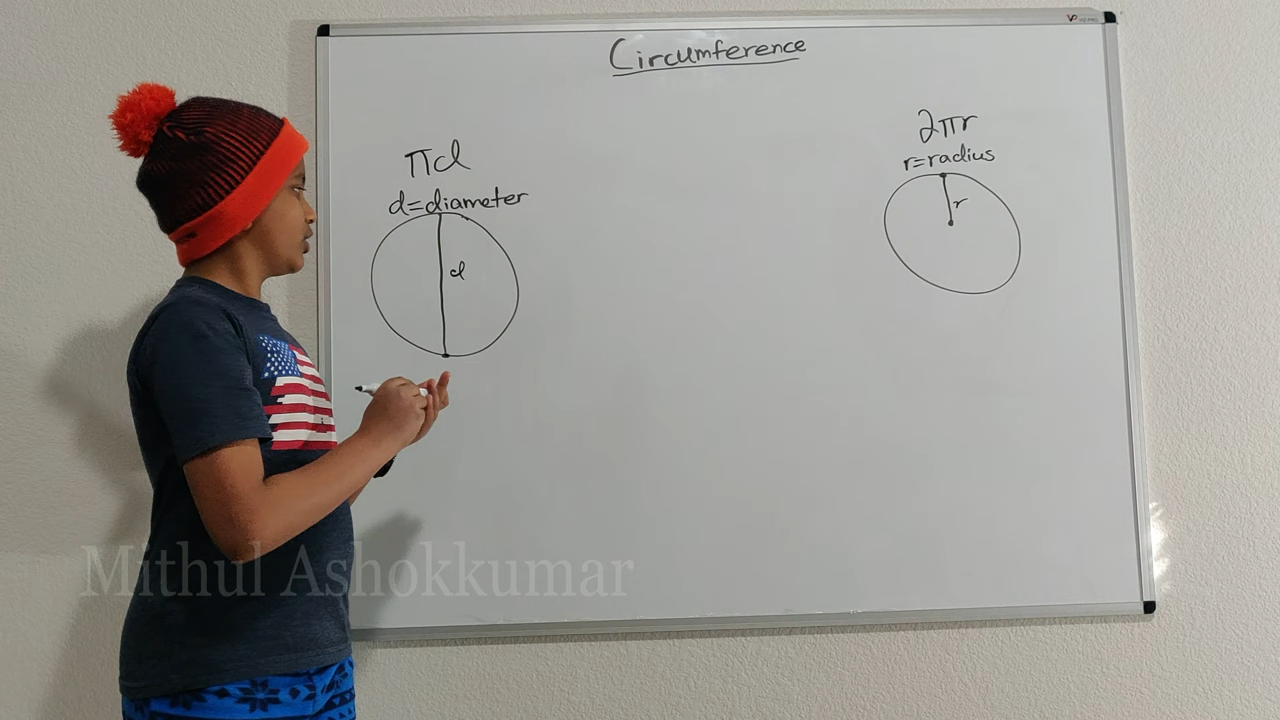 Circumference
πd
d=diameter
d
2πr
r=radius
r
Mithul Ashokkumar